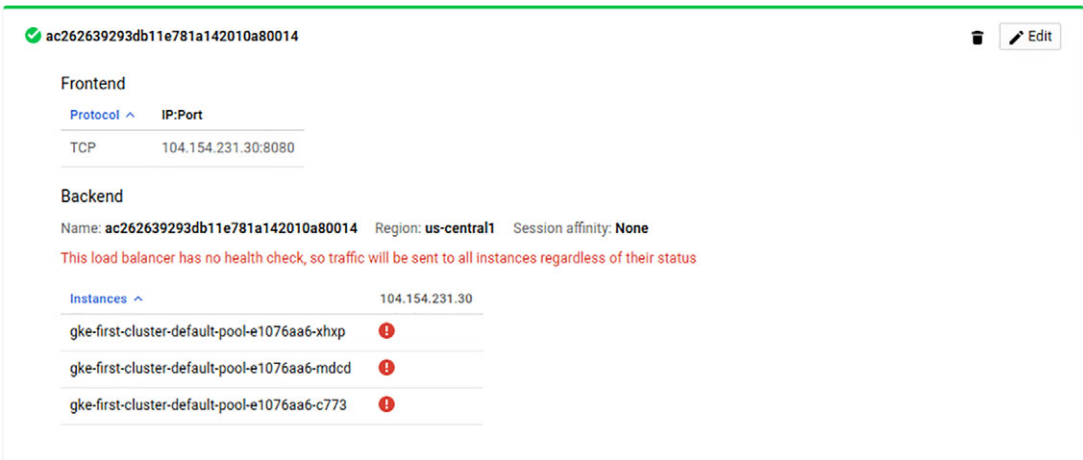 ac262639293db11e781a142010a80014
Edit
Frontend
Protocol IP:Port
TCP 104.154.231.30:8080
Backend
Name: ac262639293db11e781a142010a80014 Region: us-central1 Session affinity: None
This load balancer has no health check, so traffic will be sent to all instances regardless of their status
Instances 104.154.231.30
gke-first-cluster-default-pool-e1076aa6-xhxp
gke-first-cluster-default-pool-e1076aa6-mdcd
gke-first-cluster-default-pool-e1076aa6-c773